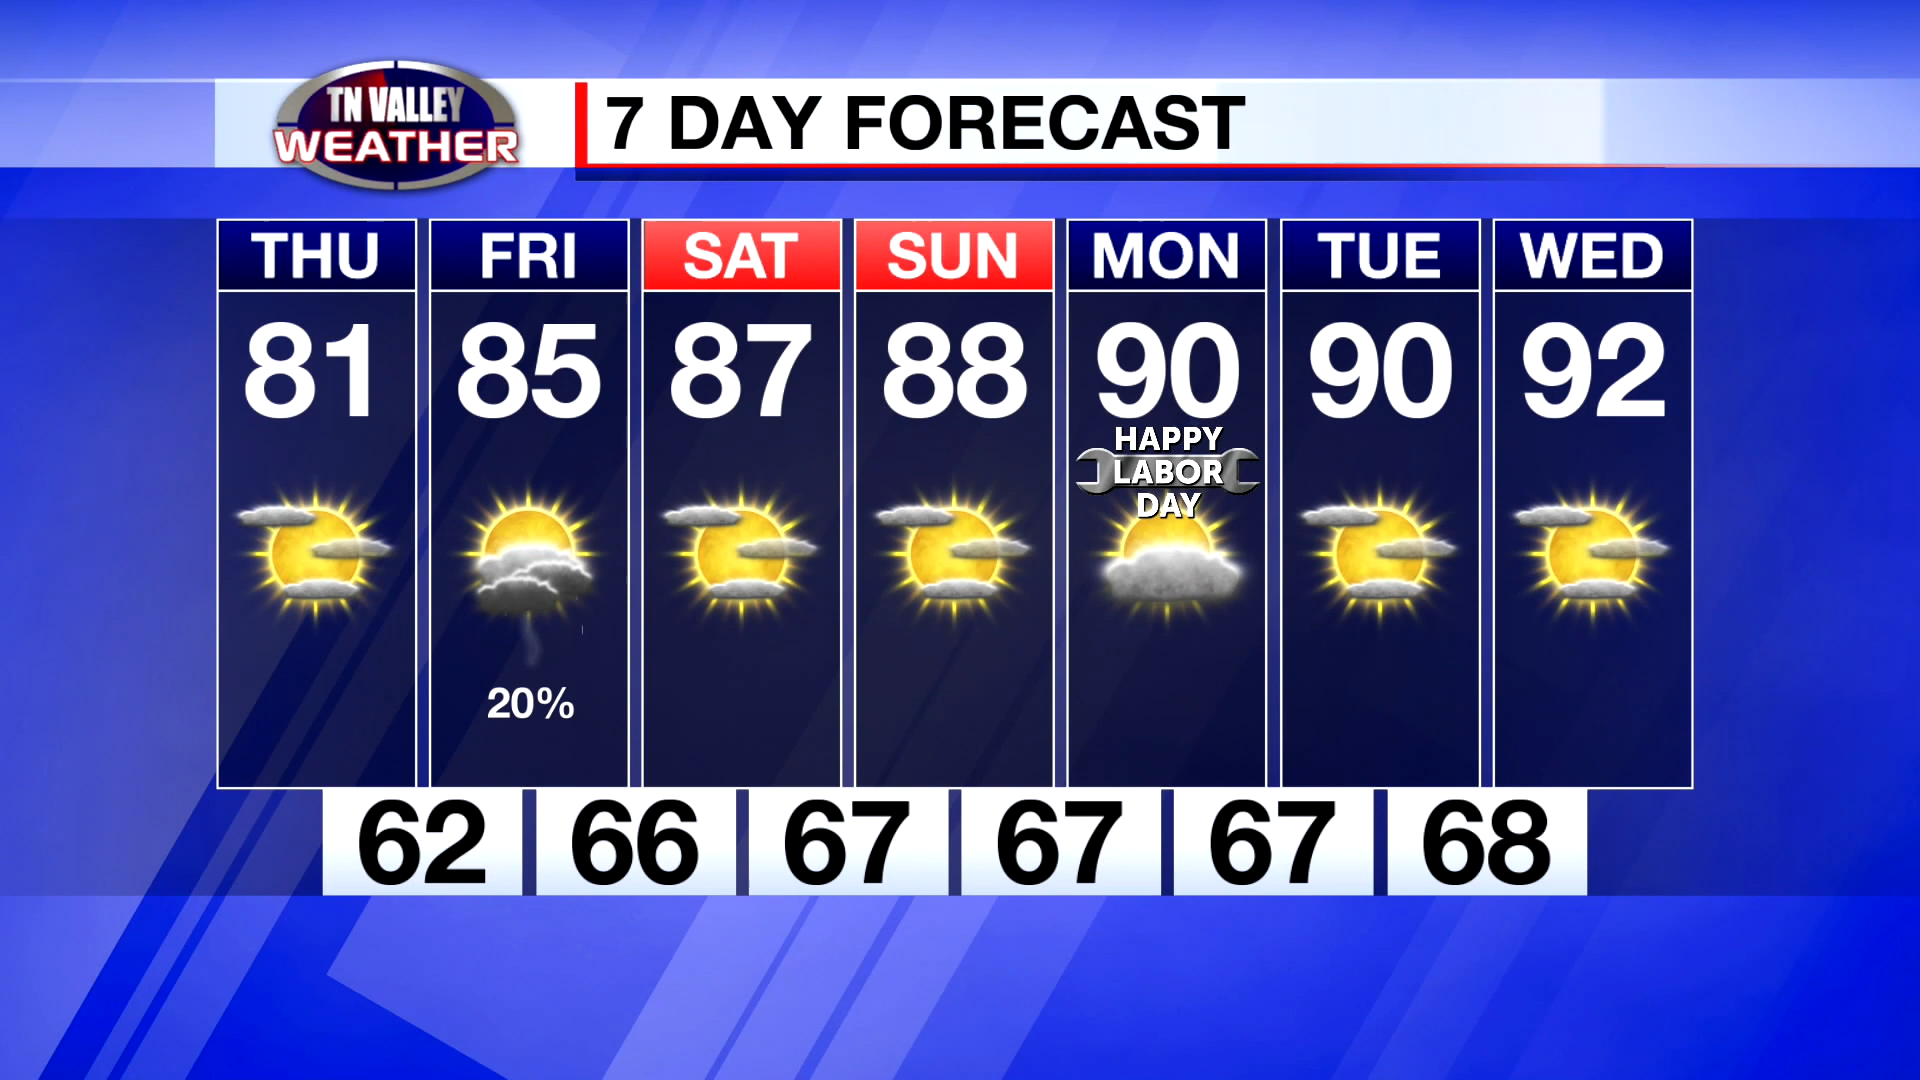 TN VALLEY
WEATHER
7 DAY FORECAST
THU FRI SAT SUN MON TUE WED
81 85 87 88 90 90 92
HAPPY
LABOR
DAY
20%
62 66 67 67 67 68